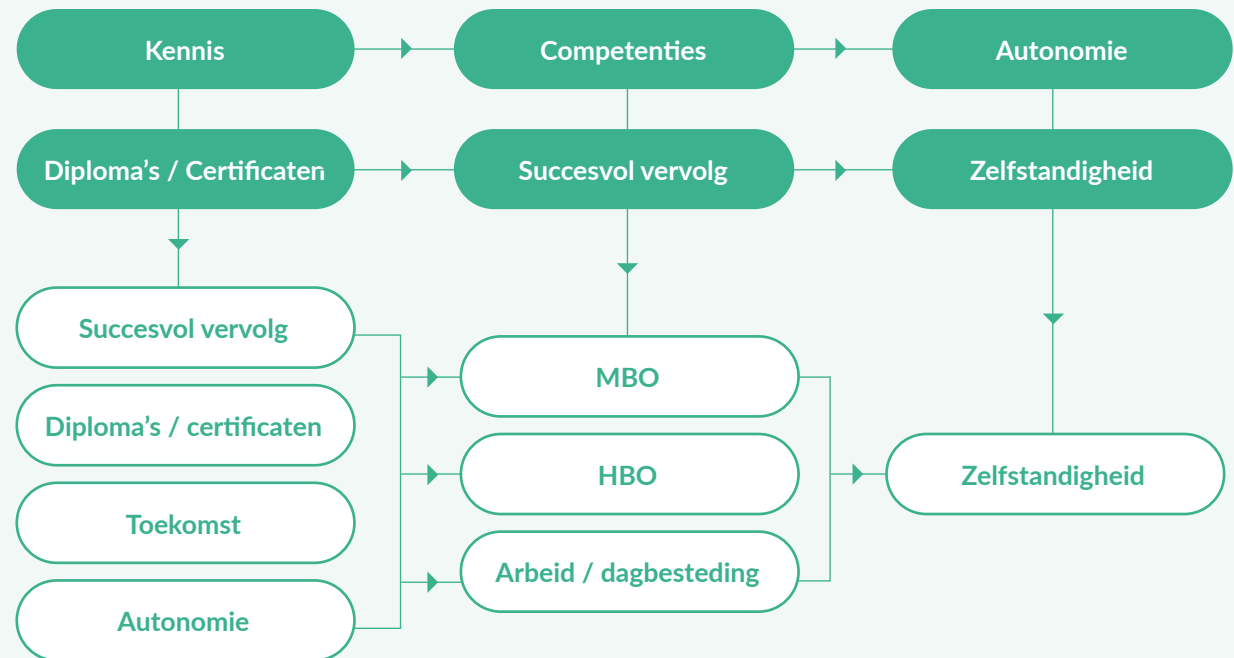 Kennis
Competenties
Autonomie
Diploma’s / Certificaten
Succesvol vervolg
Zelfstandigheid
Succesvol vervolg
Diploma’s / certificaten
Toekomst
Autonomie
MBO
HBO
Arbeid / dagbesteding
Zelfstandigheid